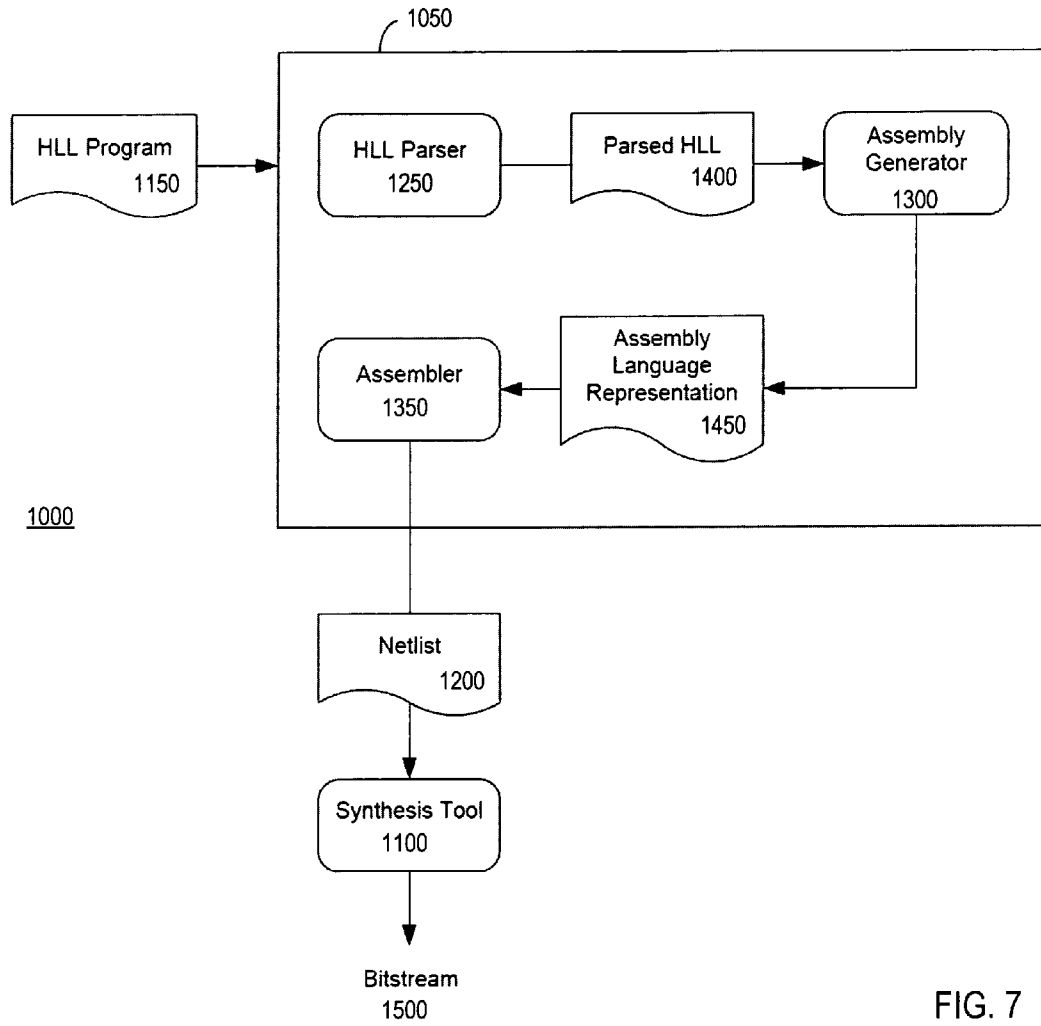 1050
HLL Program
1150
HLL Parser
1250
Parsed HLL
1400
Assembly
Generator
1300
Assembler
1350
Assembly
Language
Representation
1450
1000
Netlist
1200
Synthesis Tool
1100
Bitstream
1500
FIG. 7